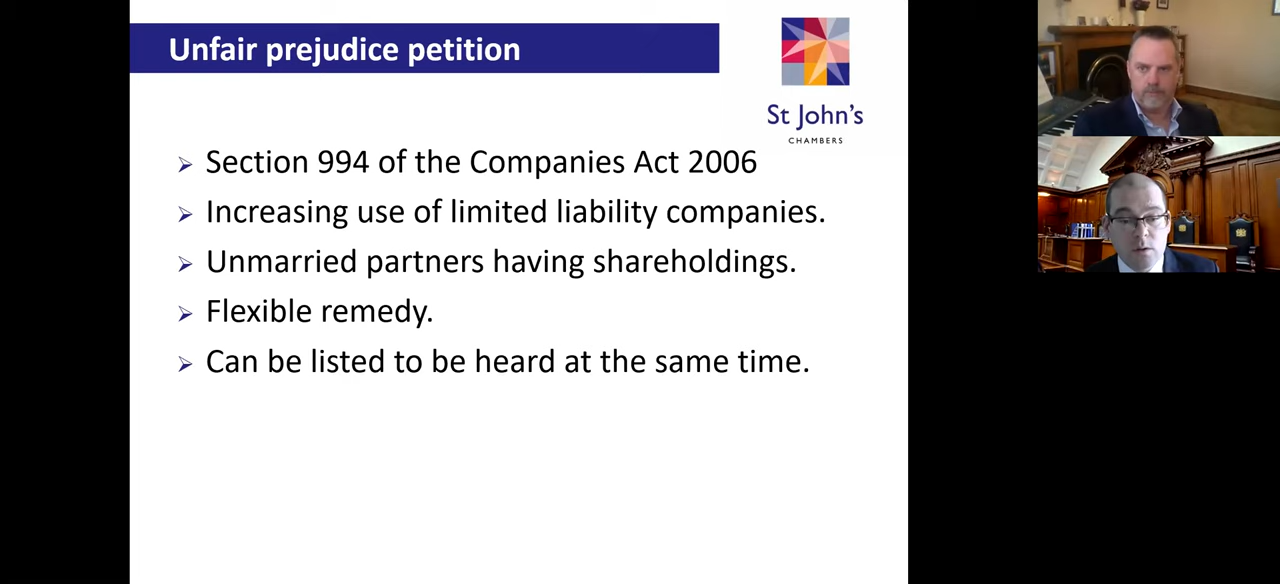 Unfair prejudice petition
St John's
CHAMBERS
Section 994 of the Companies Act 2006
Increasing use of limited liability companies.
Unmarried partners having shareholdings.
Flexible remedy.
Can be listed to be heard at the same time.